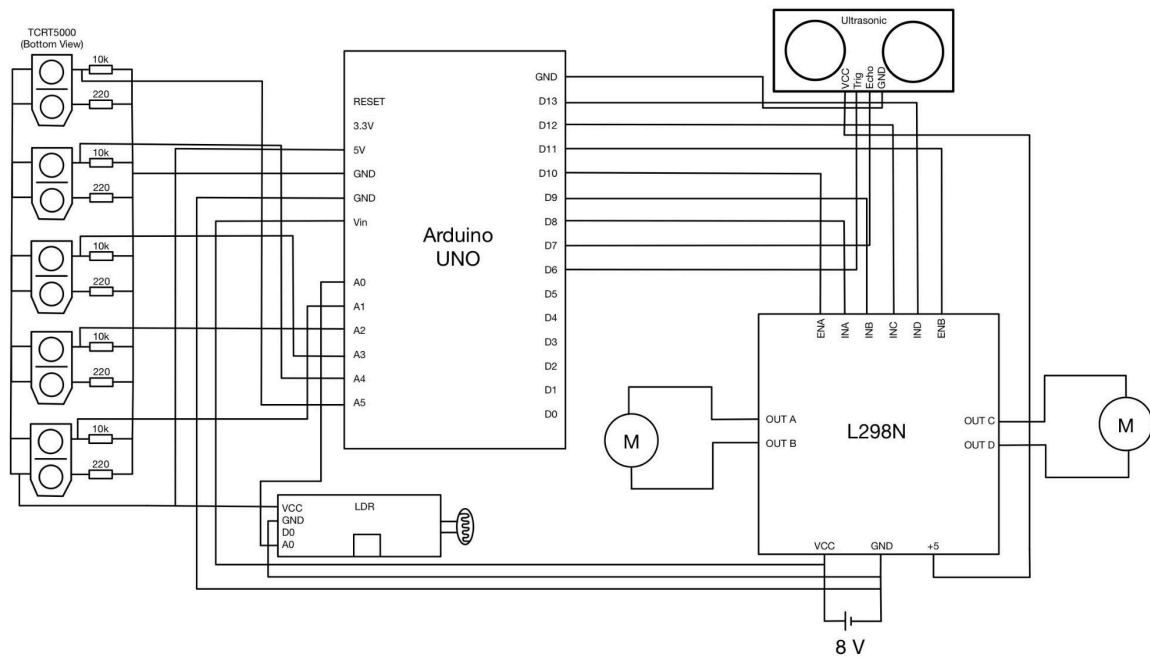 TCRT5000
(Bottom View)
10k
220
10k
220
10k
220
10k
220
10k
220
RESET
3.3V
5V
GND
GND
Vin
A0
A1
A2
A3
A4
A5
Arduino
UNO
GND
D13
D12
D11
D10
D9
D8
D7
D6
D5
D4
D3
D2
D1
D0
Ultrasonic
VCC
Trig
Echo
GND
VCC
GND
D0
A0
LDR
M
ENA
INA
INB
INC
IND
ENB
OUT A
OUT B
L298N
OUT C
OUT D
VCC
GND
+5
M
8 V